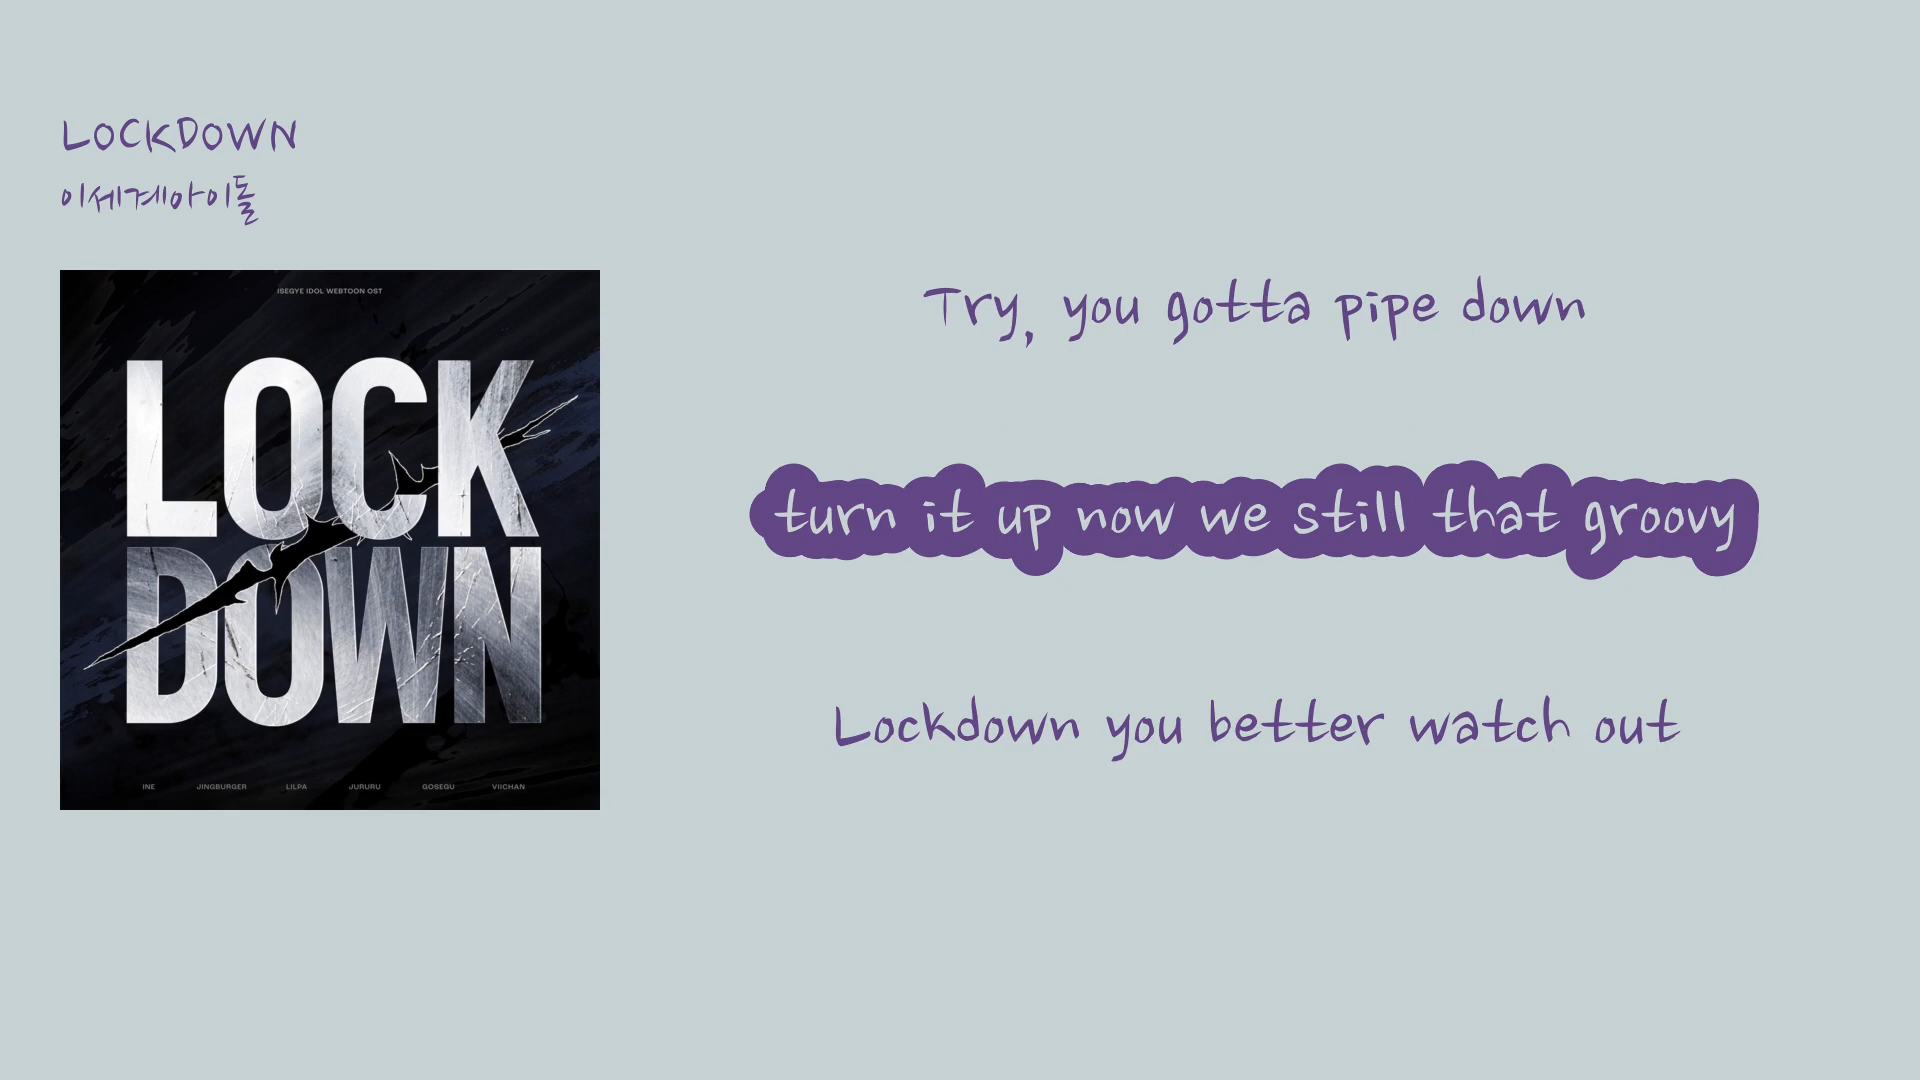 LOCKDOWN
이세계아이돌
ISEGYE IDOL WEBTOON OST
LOCK
DOWN
INE JINGBURGER LILPA JURURU GOSEGU VIICHAN
Try, you gotta pipe down
turn it up now we still that groovy
Lockdown you better watch out